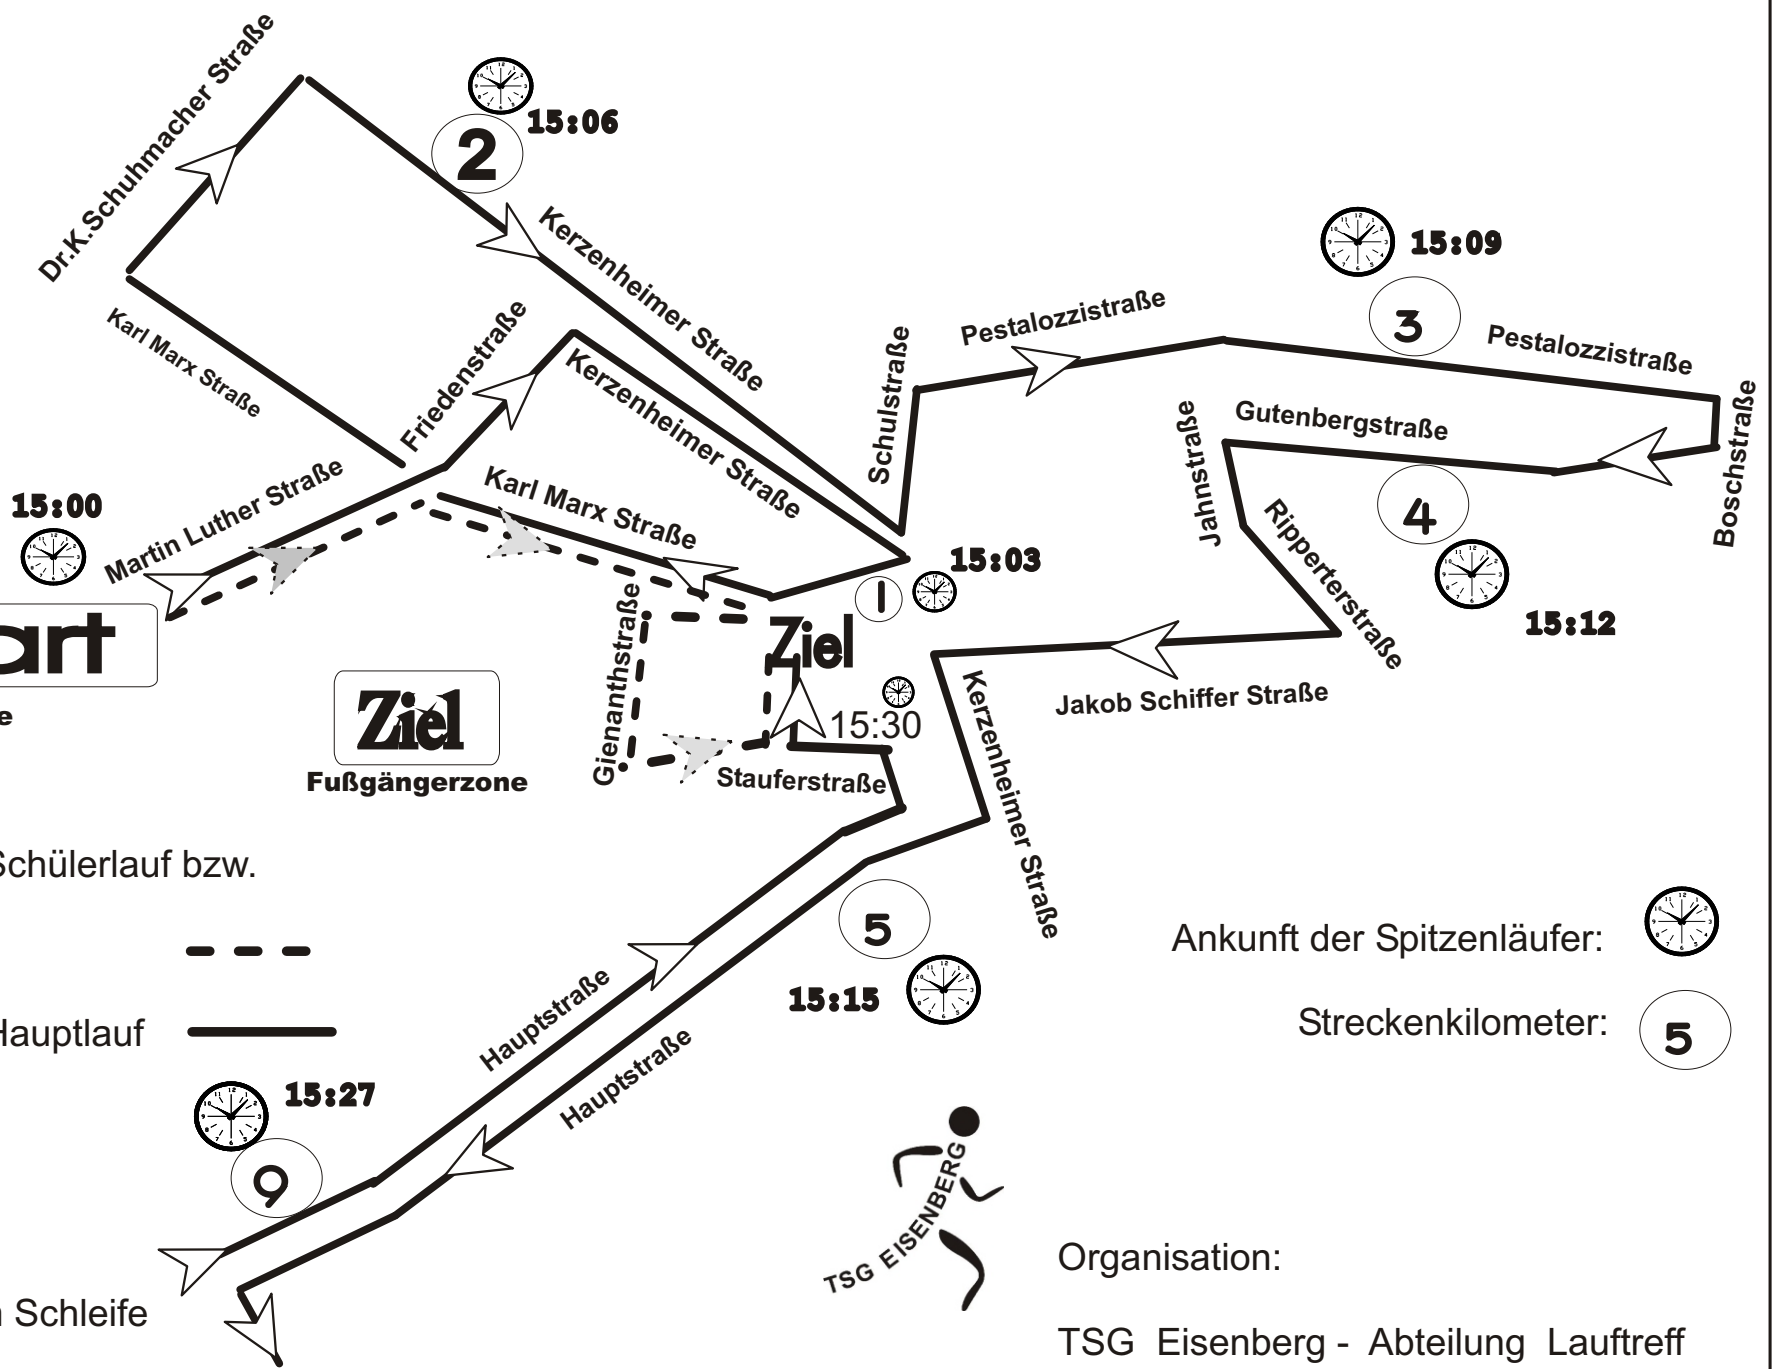 Dr.K.Schuhmacher Straße
15:06
2
Kerzenheimer Straße
Karl Marx Straße
Friedenstraße
Kerzenheimer Straße
Schulstraße
Pestalozzistraße
15:09
3
Pestalozzistraße
Gutenbergstraße
Jahnstraße
Boschstraße
4
15:12
Ripperterstraße
15:00
Martin Luther Straße
Karl Marx Straße
15:03
1
art
e
Ziel
Fußgängerzone
Gienanthstraße
Ziel
15:30
Stauferstraße
Jakob Schiffer Straße
Kerzenheimer Straße
Schülerlauf bzw.
Hauptlauf
5
15:15
Hauptstraße
Hauptstraße
15:27
9
n Schleife
Ankunft der Spitzenläufer:
Streckenkilometer:
5
TSG EISENBERG
Organisation:
TSG Eisenberg - Abteilung Lauftreff